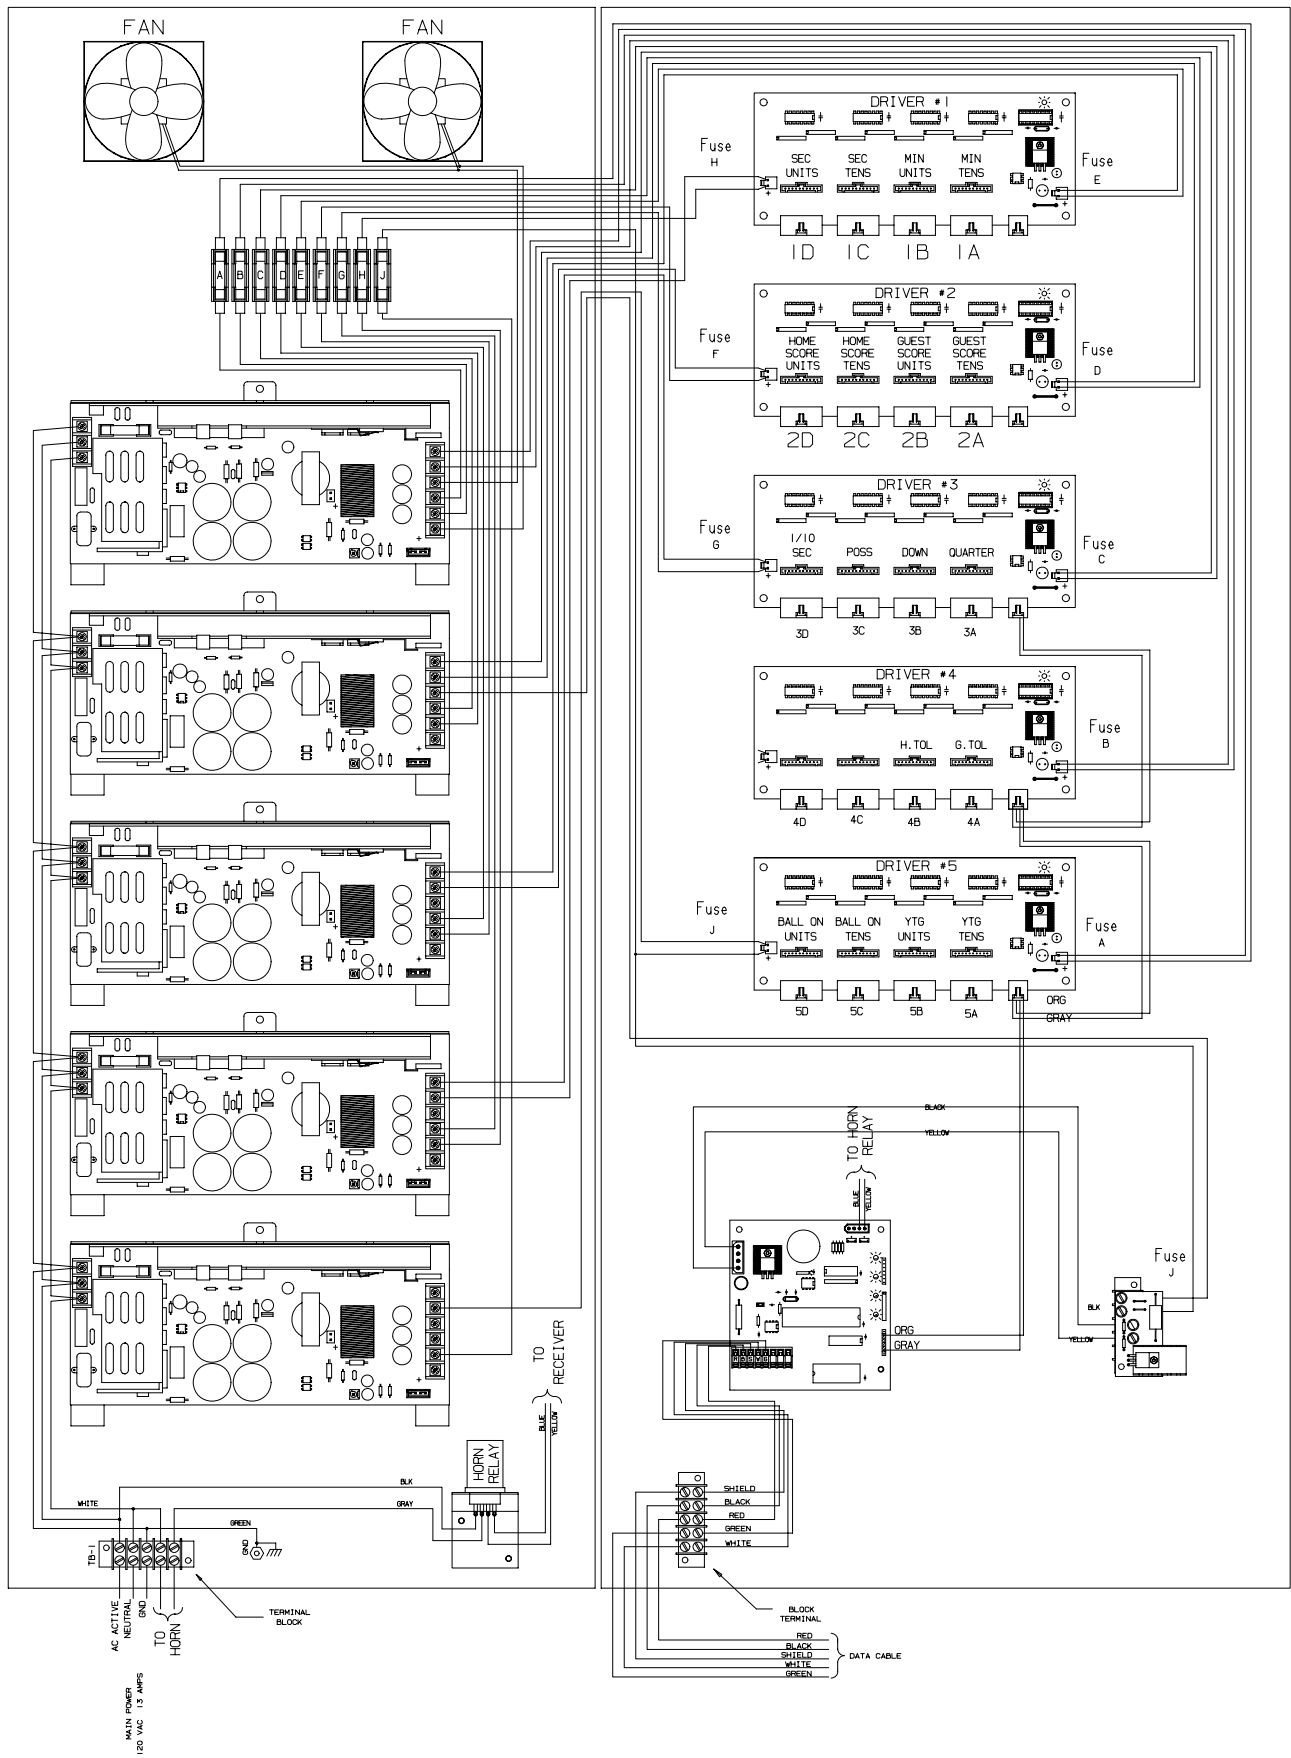 FAN
FAN
A B C D E F G H J
DRIVER #1
Fuse
H
SEC
UNITS
SEC
TENS
MIN
UNITS
MIN
TENS
Fuse
E
1D 1C 1B 1A
DRIVER #2
Fuse
F
HOME
SCORE
UNITS
HOME
SCORE
TENS
GUEST
SCORE
UNITS
GUEST
SCORE
TENS
Fuse
D
2D 2C 2B 2A
DRIVER #3
Fuse
G
1/10
SEC
POSS
DOWN
QUARTER
Fuse
C
3D 3C 3B 3A
DRIVER #4
H.TOL
G.TOL
Fuse
B
4D 4C 4B 4A
DRIVER #5
Fuse
J
BALL ON
UNITS
BALL ON
TENS
YTG
UNITS
YTG
TENS
Fuse
A
5D 5C 5B 5A
ORG
GRAY
BLACK
YELLOW
TO HORN
RELAY
BLUE
YELLOW
Fuse
J
BLK
YELLOW
ORG
GRAY
R B S W G
TO
RECEIVER
BLUE
YELLOW
HORN
RELAY
BLK
GRAY
WHITE
GREEN
GND
TB-1
TERMINAL
BLOCK
AC ACTIVE
NEUTRAL
GND
TO
HORN
MAIN POWER
120 VAC 13 AMPS
SHIELD
BLACK
RED
GREEN
WHITE
BLOCK
TERMINAL
RED
BLACK
SHIELD
WHITE
GREEN
DATA CABLE